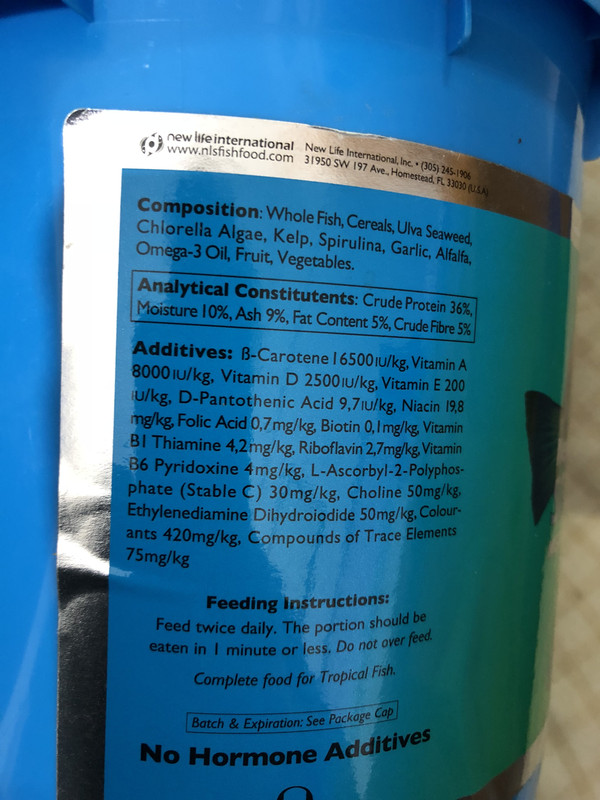 new life international
www.nlsfishfood.com
New Life International, Inc. • (305) 245-1906
31950 SW 197 Ave., Homestead, FL 33030 (U.S.A)
Composition: Whole Fish, Cereals, Ulva Seaweed,
Chlorella Algae, Kelp, Spirulina, Garlic, Alfalfa,
Omega-3 Oil, Fruit, Vegetables.
Analytical Constitutents: Crude Protein 36%,
Moisture 10%, Ash 9%, Fat Content 5%, Crude Fibre 5%
Additives: β-Carotene 16500IU/kg, Vitamin A
8000IU/kg, Vitamin D 2500IU/kg, Vitamin E 200
IU/kg, D-Pantothenic Acid 9,7IU/kg, Niacin 19,8
mg/kg, Folic Acid 0,7mg/kg, Biotin 0,1mg/kg, Vitamin
B1 Thiamine 4,2mg/kg, Riboflavin 2,7mg/kg, Vitamin
B6 Pyridoxine 4mg/kg, L-Ascorbyl-2-Polyphos-
phate (Stable C) 30mg/kg, Choline 50mg/kg,
Ethylenediamine Dihydroiodide 50mg/kg, Colour-
ants 420mg/kg, Compounds of Trace Elements
75mg/kg
Feeding Instructions:
Feed twice daily. The portion should be
eaten in 1 minute or less. Do not over feed.
Complete food for Tropical Fish.
Batch & Expiration: See Package Cap
No Hormone Additives